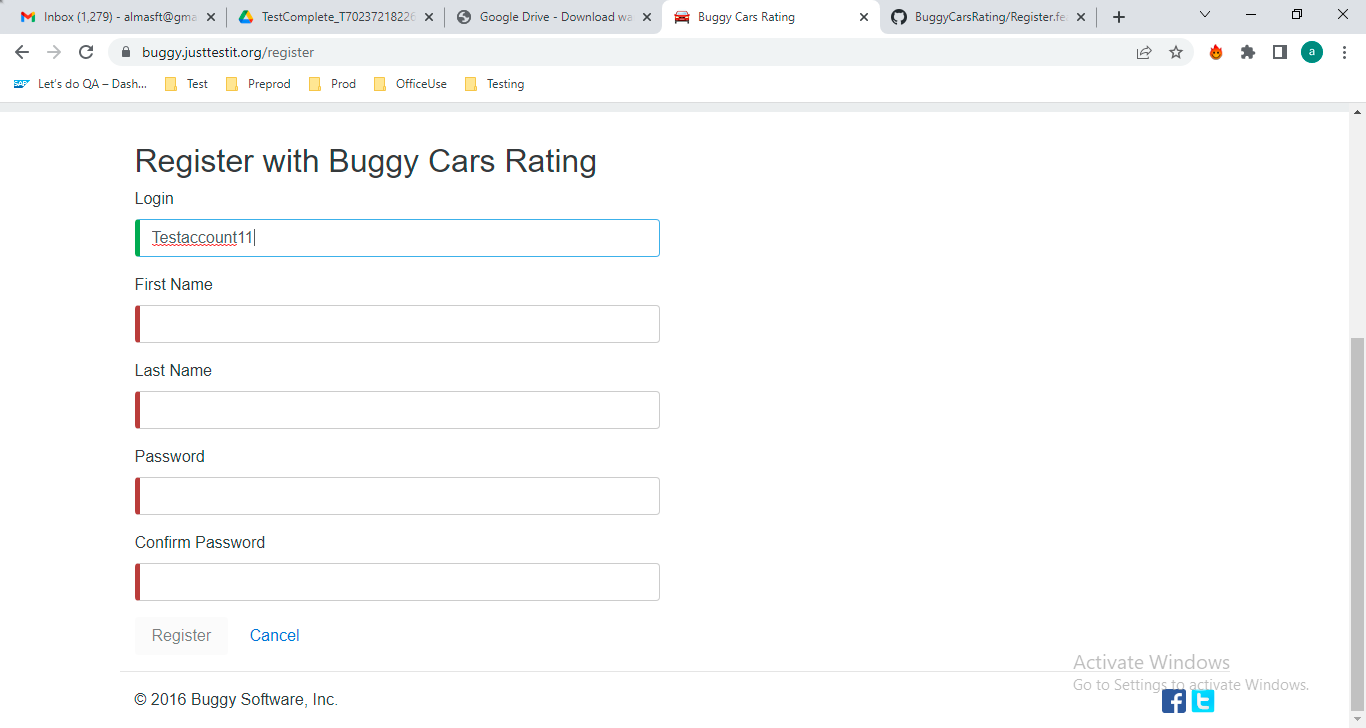 Inbox (1,279) - almasft@gma
TestComplete_T70237218226
Google Drive - Download wa
Buggy Cars Rating
BuggyCarsRating/Register.fe
buggy.justtestit.org/register
a
Let's do QA – Dash...
Test
Preprod
Prod
OfficeUse
Testing
Register with Buggy Cars Rating
Login
Testaccount11
First Name
Last Name
Password
Confirm Password
Register Cancel
Activate Windows
Go to Settings to activate Windows.
© 2016 Buggy Software, Inc.